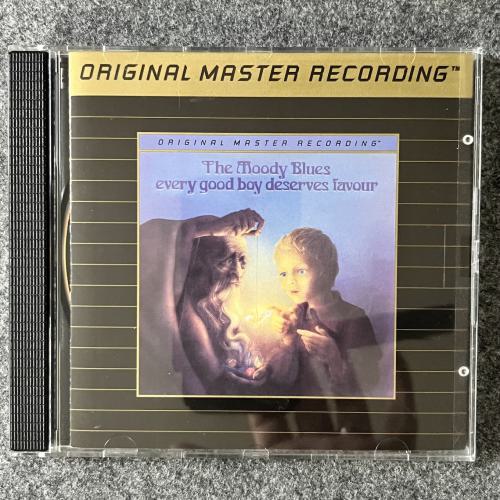 ORIGINAL MASTER RECORDING™
ORIGINAL MASTER RECORDING™
The Moody Blues
every good boy deserves favour